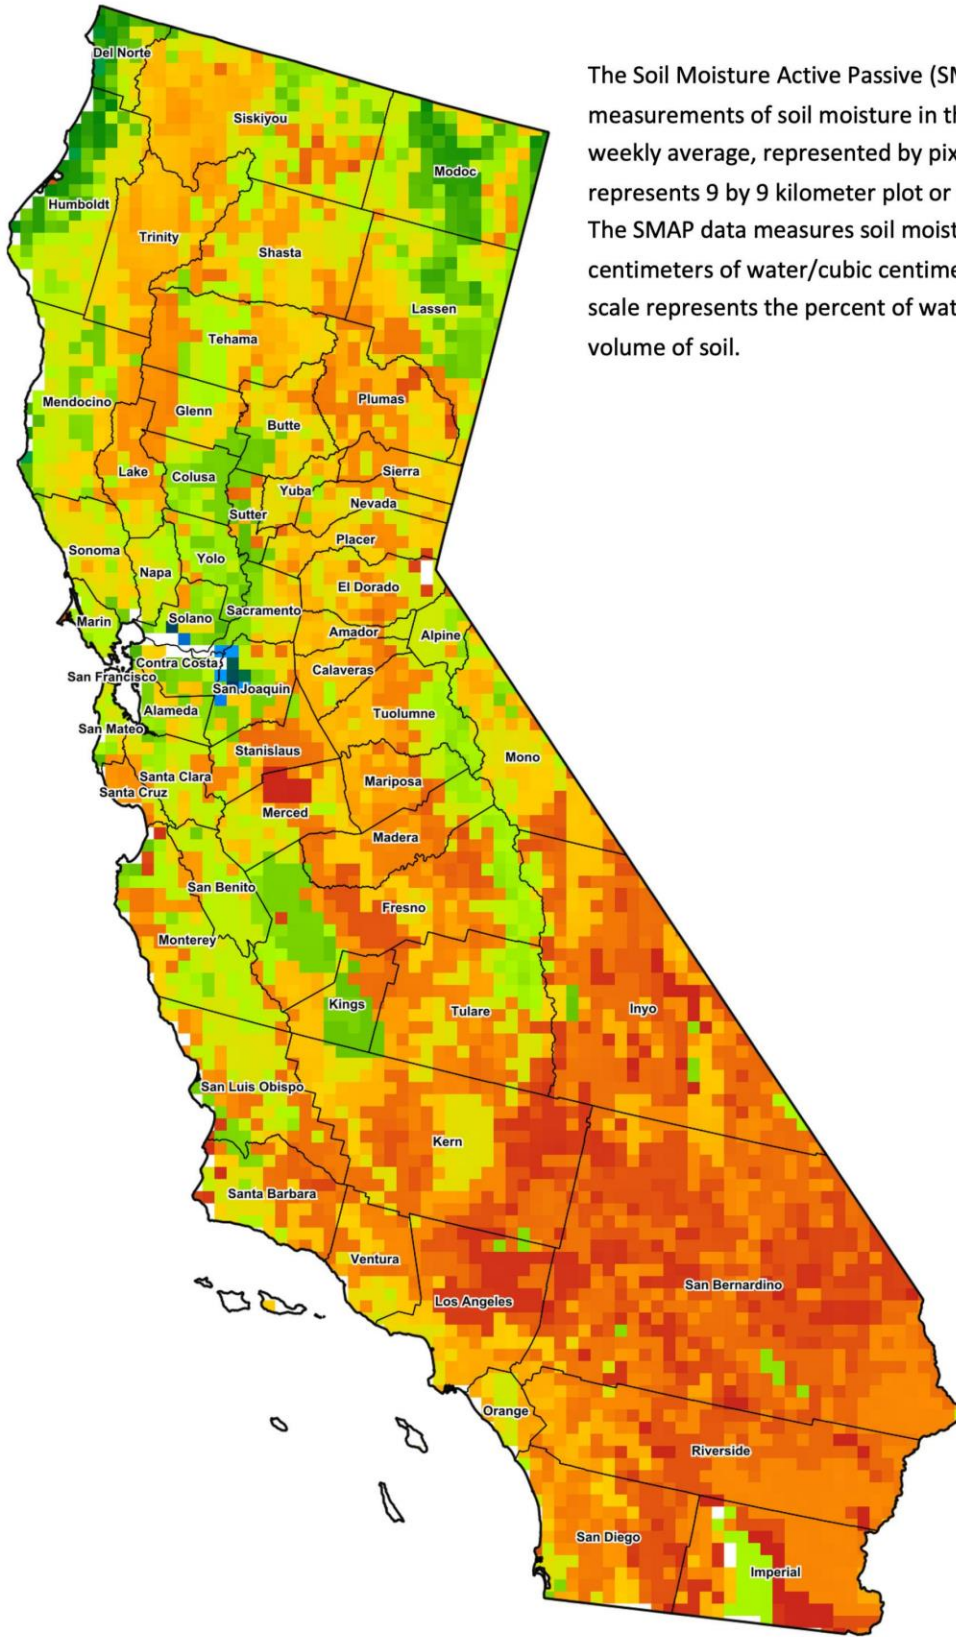 The Soil Moisture Active Passive (SM
measurements of soil moisture in th
weekly average, represented by pix
represents 9 by 9 kilometer plot or
The SMAP data measures soil moist
centimeters of water/cubic centime
scale represents the percent of wat
volume of soil.
Del Norte
Siskiyou
Modoc
Humboldt
Trinity
Shasta
Lassen
Tehama
Mendocino
Glenn
Plumas
Butte
Lake
Colusa
Sierra
Yuba
Nevada
Sutter
Placer
Sonoma
Yolo
Napa
El Dorado
Sacramento
Solano
Marin
Amador
Alpine
Contra Costa
Calaveras
San Francisco
San Joaquin
Alameda
Tuolumne
San Mateo
Stanislaus
Mono
Santa Clara
Mariposa
Santa Cruz
Merced
Madera
San Benito
Fresno
Monterey
Kings
Tulare
Inyo
San Luis Obispo
Kern
Santa Barbara
Ventura
San Bernardino
Los Angeles
Orange
Riverside
San Diego
Imperial